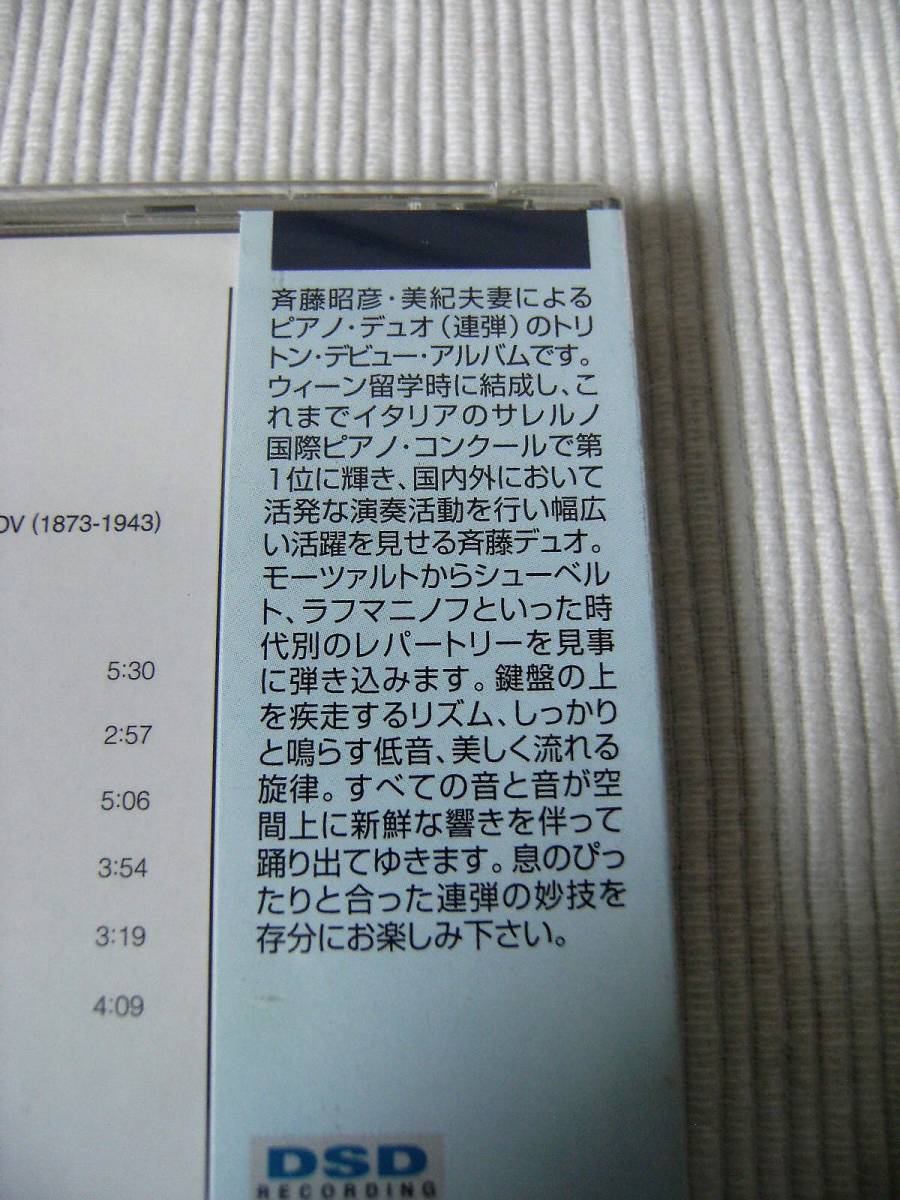 斉藤昭彦・美紀夫妻による
ピアノ・デュオ（連弾）のトリ
トン・デビュー・アルバムです。
ウィーン留学時に結成し、こ
れまでイタリアのサレルノ
国際ピアノ・コンクールで第
1位に輝き、国内外において
活発な演奏活動を行い幅広
い活躍を見せる斉藤デュオ。
モーツァルトからシューベル
ト、ラフマニノフといった時
代別のレパートリーを見事
に弾き込みます。鍵盤の上
を疾走するリズム、しっかり
と鳴らす低音、美しく流れる
旋律。すべての音と音が空
間上に新鮮な響きを伴って
踊り出てゆきます。息のぴっ
たりと合った連弾の妙技を
存分にお楽しみ下さい。
OV (1873-1943)
5:30
2:57
5:06
3:54
3:19
4:09
DSD
RECORDING